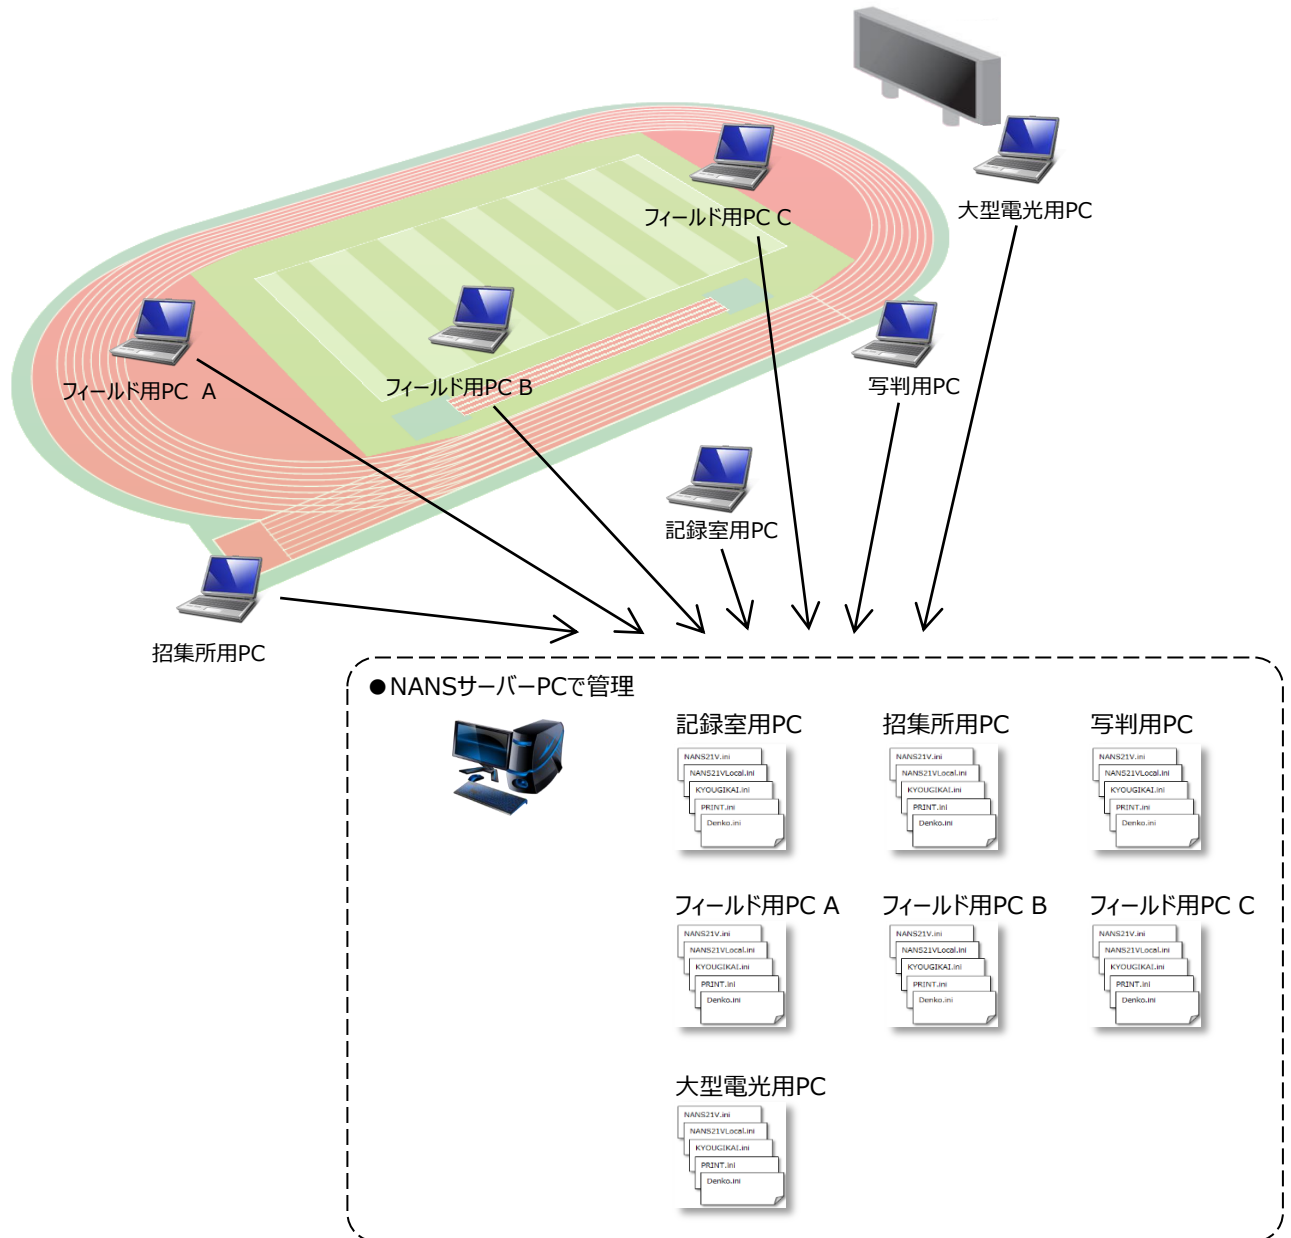 大型電光用PC
フィールド用PC C
フィールド用PC A
フィールド用PC B
写判用PC
記録室用PC
招集所用PC
●NANSサーバーPCで管理
記録室用PC
NANS21V.ini
NANS21VLocal.ini
KYOUGIKAI.ini
PRINT.ini
Denko.ini
招集所用PC
NANS21V.ini
NANS21VLocal.ini
KYOUGIKAI.ini
PRINT.ini
Denko.ini
写判用PC
NANS21V.ini
NANS21VLocal.ini
KYOUGIKAI.ini
PRINT.ini
Denko.ini
フィールド用PC A
NANS21V.ini
NANS21VLocal.ini
KYOUGIKAI.ini
PRINT.ini
Denko.ini
フィールド用PC B
NANS21V.ini
NANS21VLocal.ini
KYOUGIKAI.ini
PRINT.ini
Denko.ini
フィールド用PC C
NANS21V.ini
NANS21VLocal.ini
KYOUGIKAI.ini
PRINT.ini
Denko.ini
大型電光用PC
NANS21V.ini
NANS21VLocal.ini
KYOUGIKAI.ini
PRINT.ini
Denko.ini